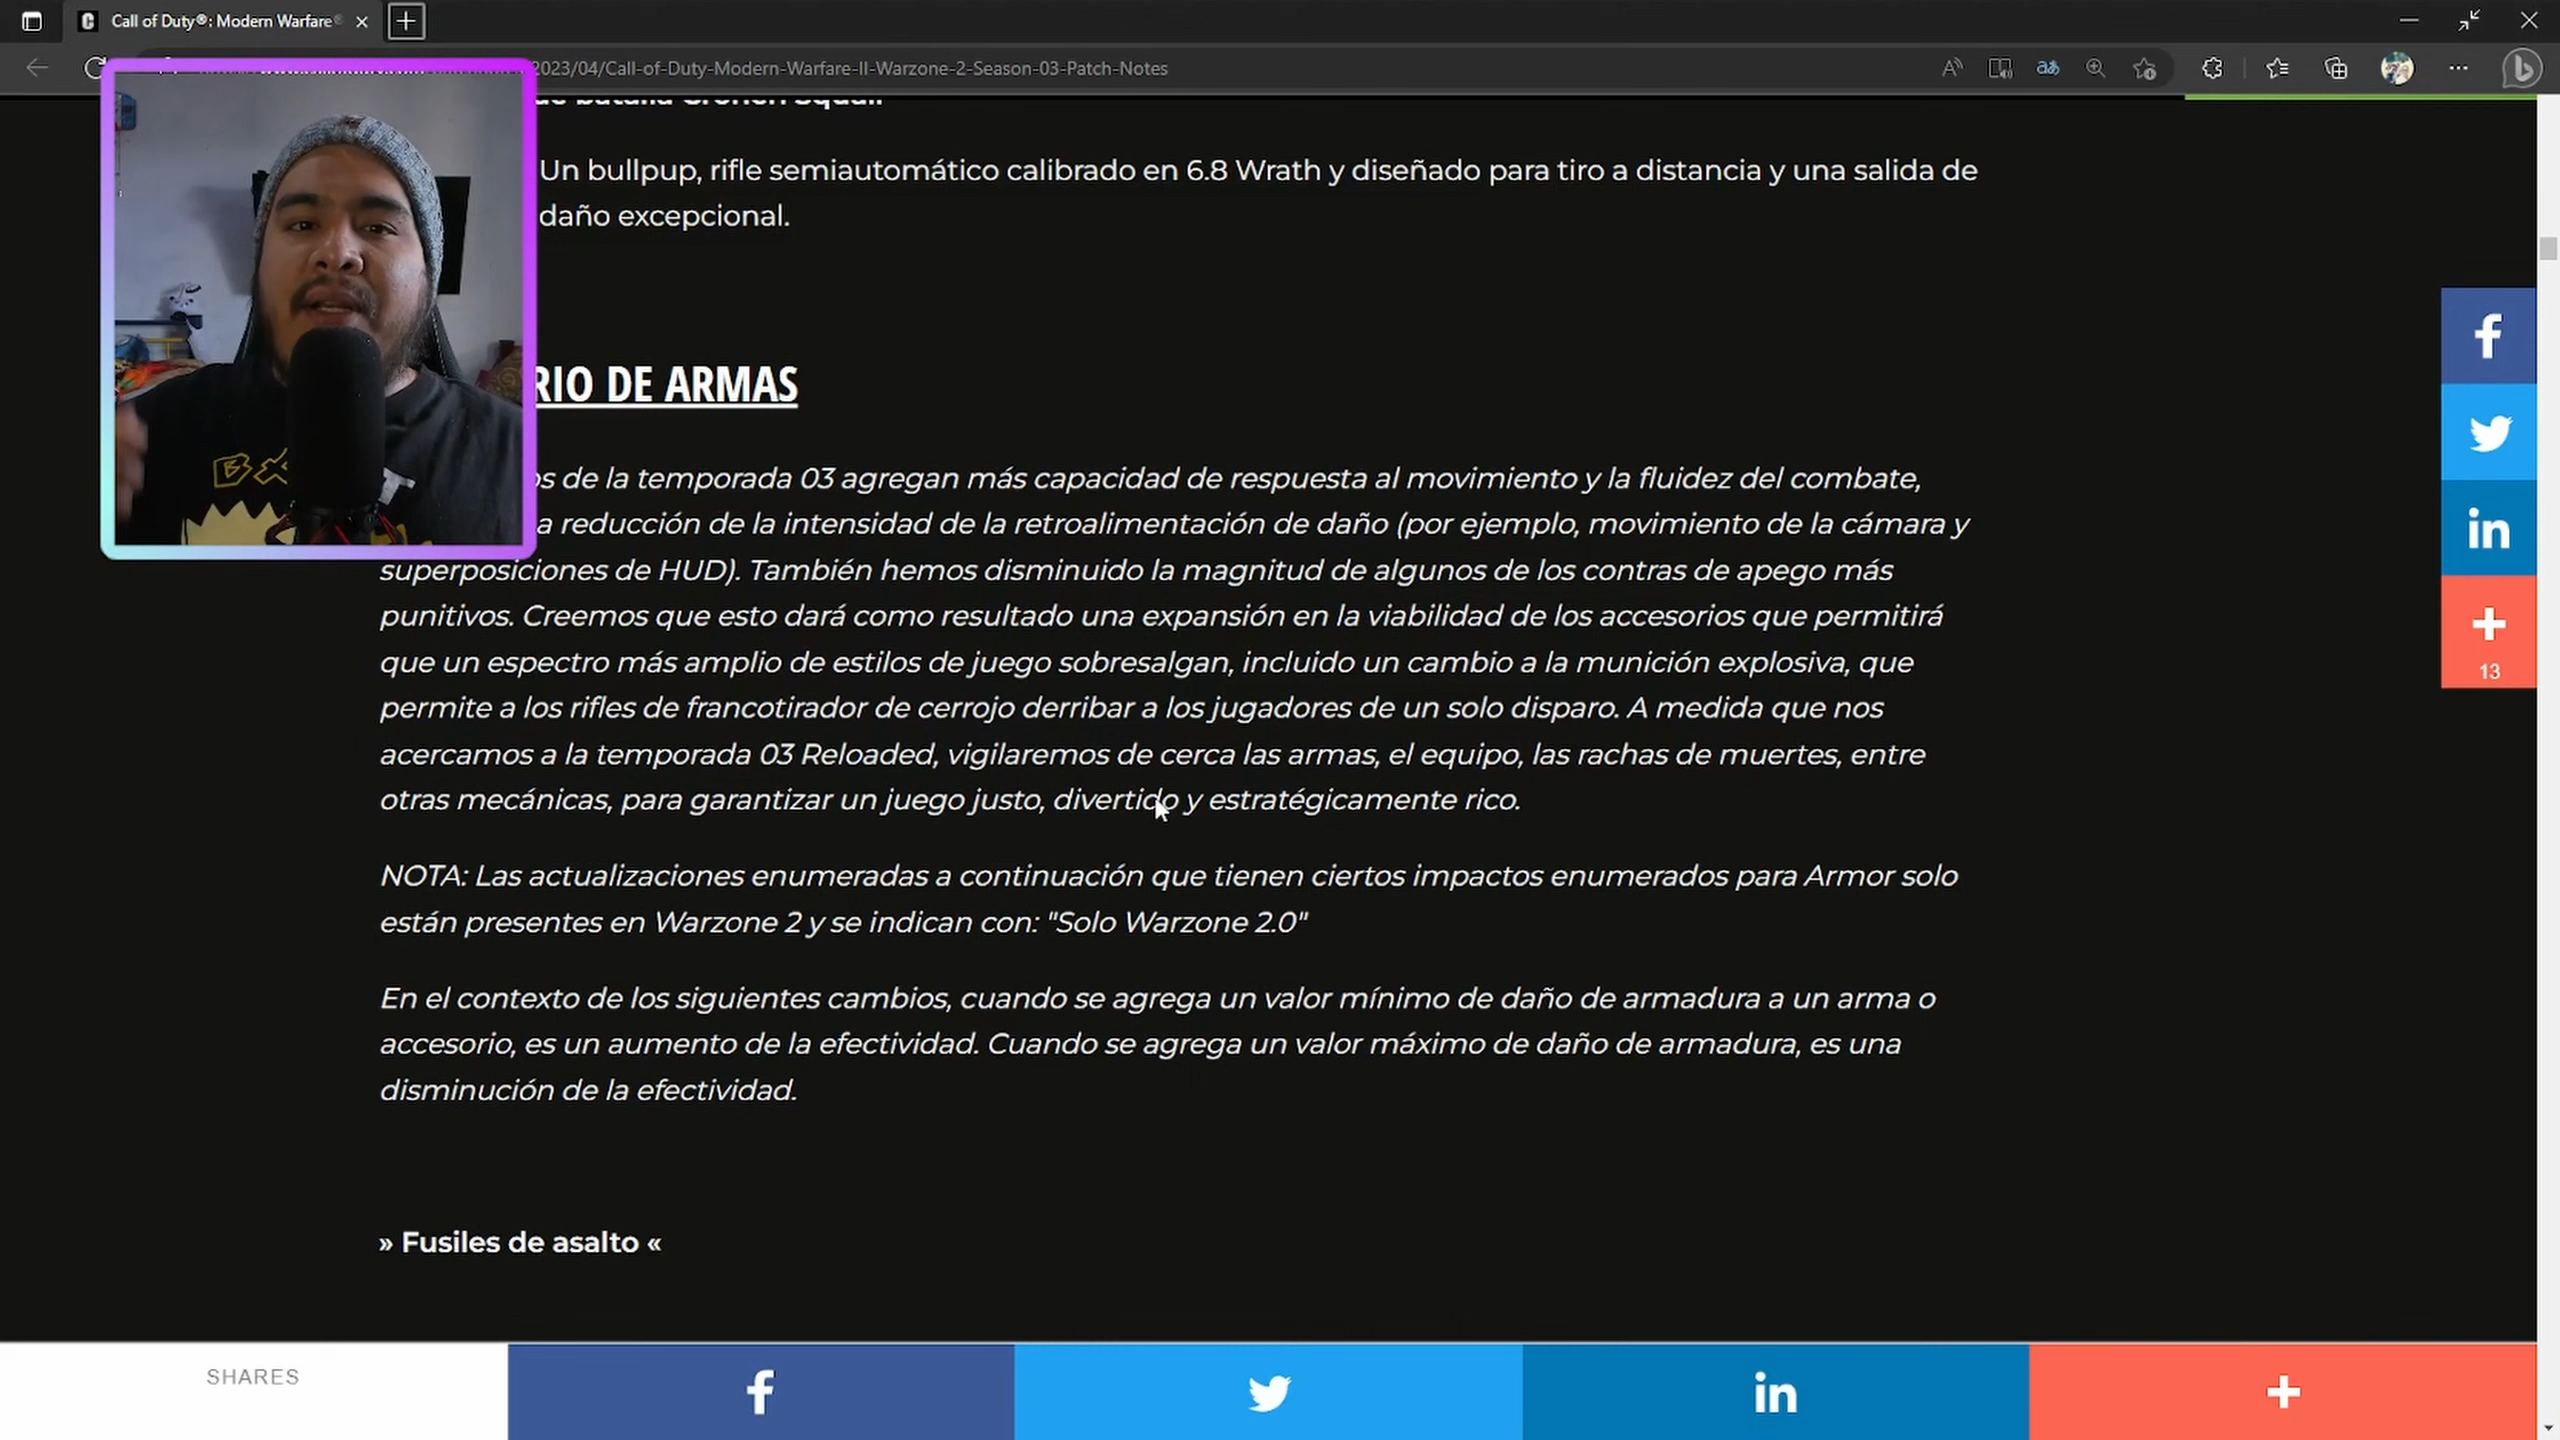 Call of Duty®: Modern Warfare®
2023/04/Call-of-Duty-Modern-Warfare-II-Warzone-2-Season-03-Patch-Notes
Un bullpup, rifle semiautomático calibrado en 6.8 Wrath y diseñado para tiro a distancia y una salida de
daño excepcional.
RIO DE ARMAS
os de la temporada 03 agregan más capacidad de respuesta al movimiento y la fluidez del combate,
a reducción de la intensidad de la retroalimentación de daño (por ejemplo, movimiento de la cámara y
superposiciones de HUD). También hemos disminuido la magnitud de algunos de los contras de apego más
punitivos. Creemos que esto dará como resultado una expansión en la viabilidad de los accesorios que permitirá
que un espectro más amplio de estilos de juego sobresalgan, incluido un cambio a la munición explosiva, que
permite a los rifles de francotirador de cerrojo derribar a los jugadores de un solo disparo. A medida que nos
acercamos a la temporada 03 Reloaded, vigilaremos de cerca las armas, el equipo, las rachas de muertes, entre
otras mecánicas, para garantizar un juego justo, divertido y estratégicamente rico.
NOTA: Las actualizaciones enumeradas a continuación que tienen ciertos impactos enumerados para Armor solo
están presentes en Warzone 2 y se indican con: "Solo Warzone 2.0"
En el contexto de los siguientes cambios, cuando se agrega un valor mínimo de daño de armadura a un arma o
accesorio, es un aumento de la efectividad. Cuando se agrega un valor máximo de daño de armadura, es una
disminución de la efectividad.
» Fusiles de asalto «
13
SHARES